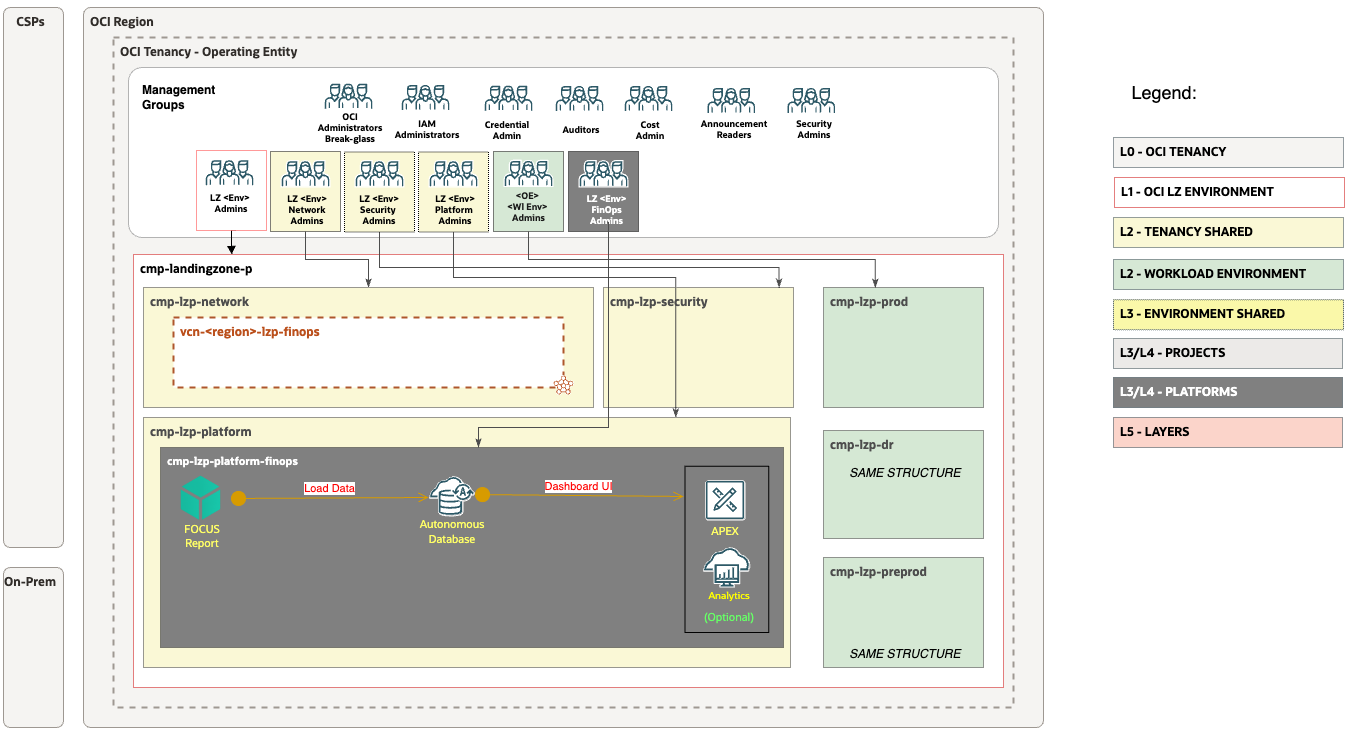 CSPs
OCI Region
OCI Tenancy - Operating Entity
Management
Groups
OCI
Administrators
Break-glass
IAM
Administrators
Credential
Admin
Auditors
Cost
Admin
Announcement
Readers
Security
Admins
LZ <Env>
Admins
LZ <Env>
Network
Admins
LZ <Env>
Security
Admins
LZ <Env>
Platform
Admins
<OE>
<Wl Env>
Admins
LZ <Env>
FinOps
Admins
cmp-landingzone-p
cmp-lzp-network
vcn-<region>-lzp-finops
cmp-lzp-security
cmp-lzp-prod
cmp-lzp-platform
cmp-lzp-platform-finops
Load Data
FOCUS
Report
Autonomous
Database
A
Dashboard UI
APEX
Analytics
(Optional)
cmp-lzp-dr
SAME STRUCTURE
cmp-lzp-preprod
SAME STRUCTURE
On-Prem
Legend:
L0 - OCI TENANCY
L1 - OCI LZ ENVIRONMENT
L2 - TENANCY SHARED
L2 - WORKLOAD ENVIRONMENT
L3 - ENVIRONMENT SHARED
L3/L4 - PROJECTS
L3/L4 - PLATFORMS
L5 - LAYERS